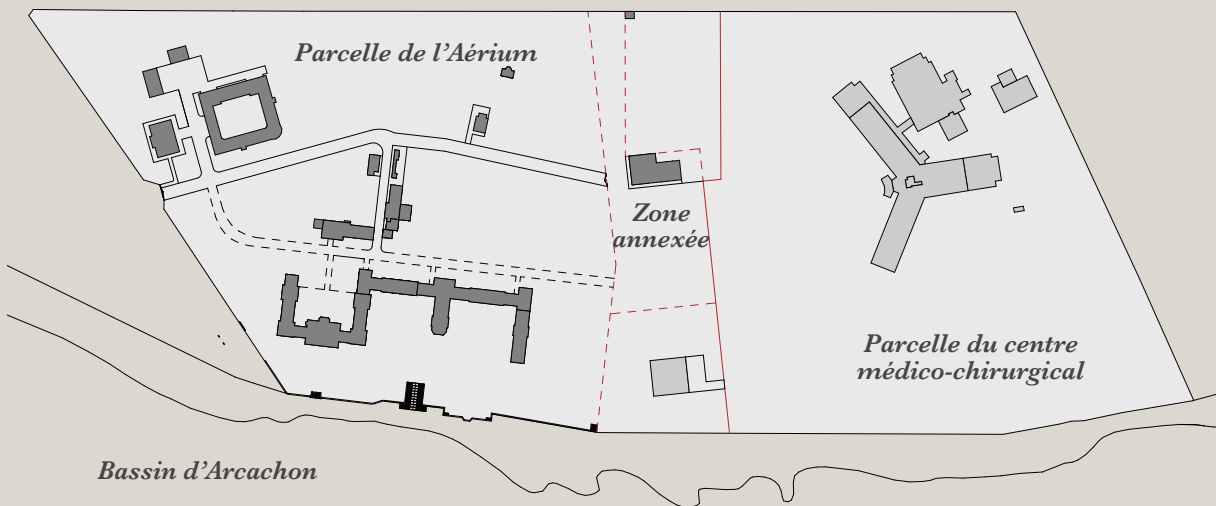 Parcelle de l’Aérium
Zone
annexée
Parcelle du centre
médico-chirurgical
Bassin d’Arcachon